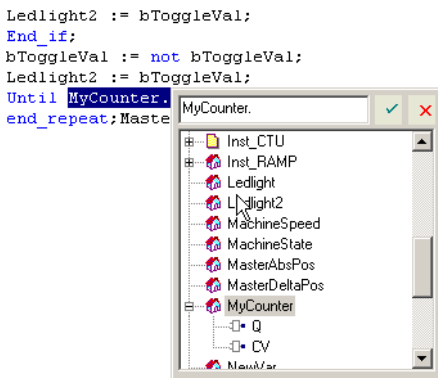 Ledlight2 := bToggleVal;
End_if;
bToggleVal := not bToggleVal;
Ledlight2 := bToggleVal;
Until MyCounter.
end_repeat;Maste
MyCounter.
Inst_CTU
Inst_RAMP
Ledlight
Ledlight2
MachineSpeed
MachineState
MasterAbsPos
MasterDeltaPos
MyCounter
Q
CV
NewVar